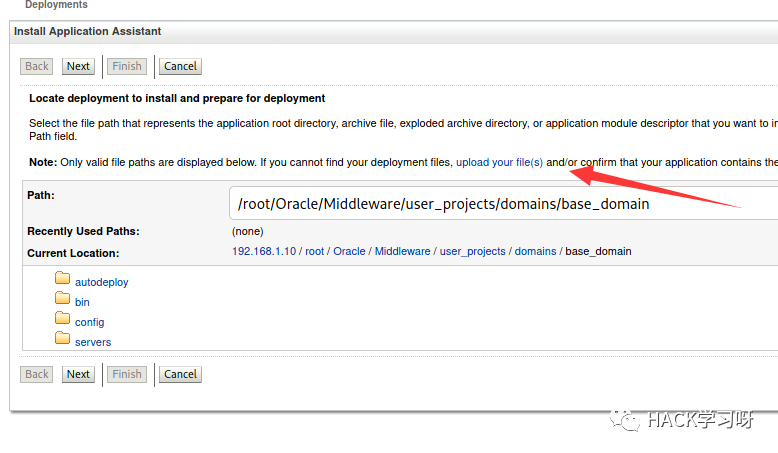 Deployments
Install Application Assistant
Back Next Finish Cancel
Locate deployment to install and prepare for deployment
Select the file path that represents the application root directory, archive file, exploded archive directory, or application module descriptor that you want to in
Path field.
Note: Only valid file paths are displayed below. If you cannot find your deployment files, upload your file(s) and/or confirm that your application contains the
Path: /root/Oracle/Middleware/user_projects/domains/base_domain
Recently Used Paths: (none)
Current Location: 192.168.1.10 / root / Oracle / Middleware / user_projects / domains / base_domain
autodeploy
bin
config
servers
Back Next Finish Cancel
HACK学习呀